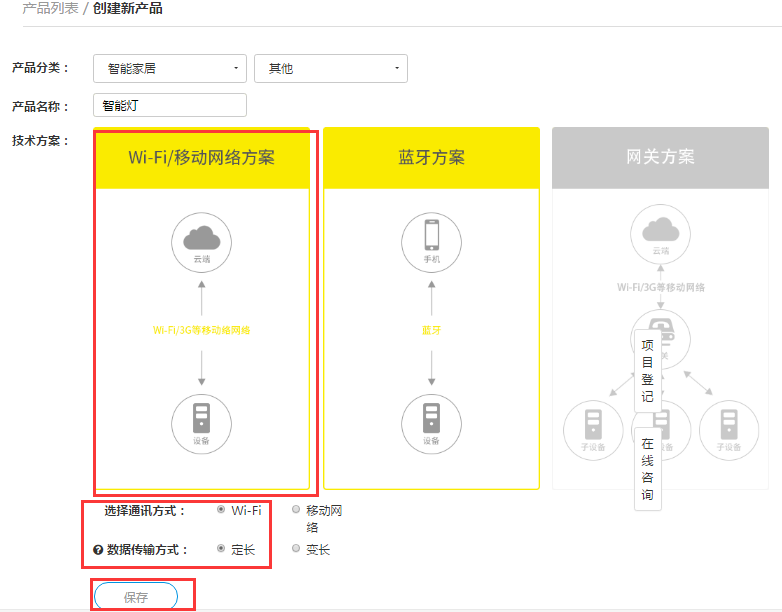 产品列表 / 创建新产品
产品分类： 智能家居 其他
产品名称： 智能灯
技术方案：
Wi-Fi/移动网络方案
云端
Wi-Fi/3G等移动络网络
设备
蓝牙方案
手机
蓝牙
设备
网关方案
云端
Wi-Fi/3G等移动网络
关
子设备
设备
子设备
项目登记
在线咨询
选择通讯方式： Wi-Fi 移动网络
数据传输方式： 定长 变长
保存